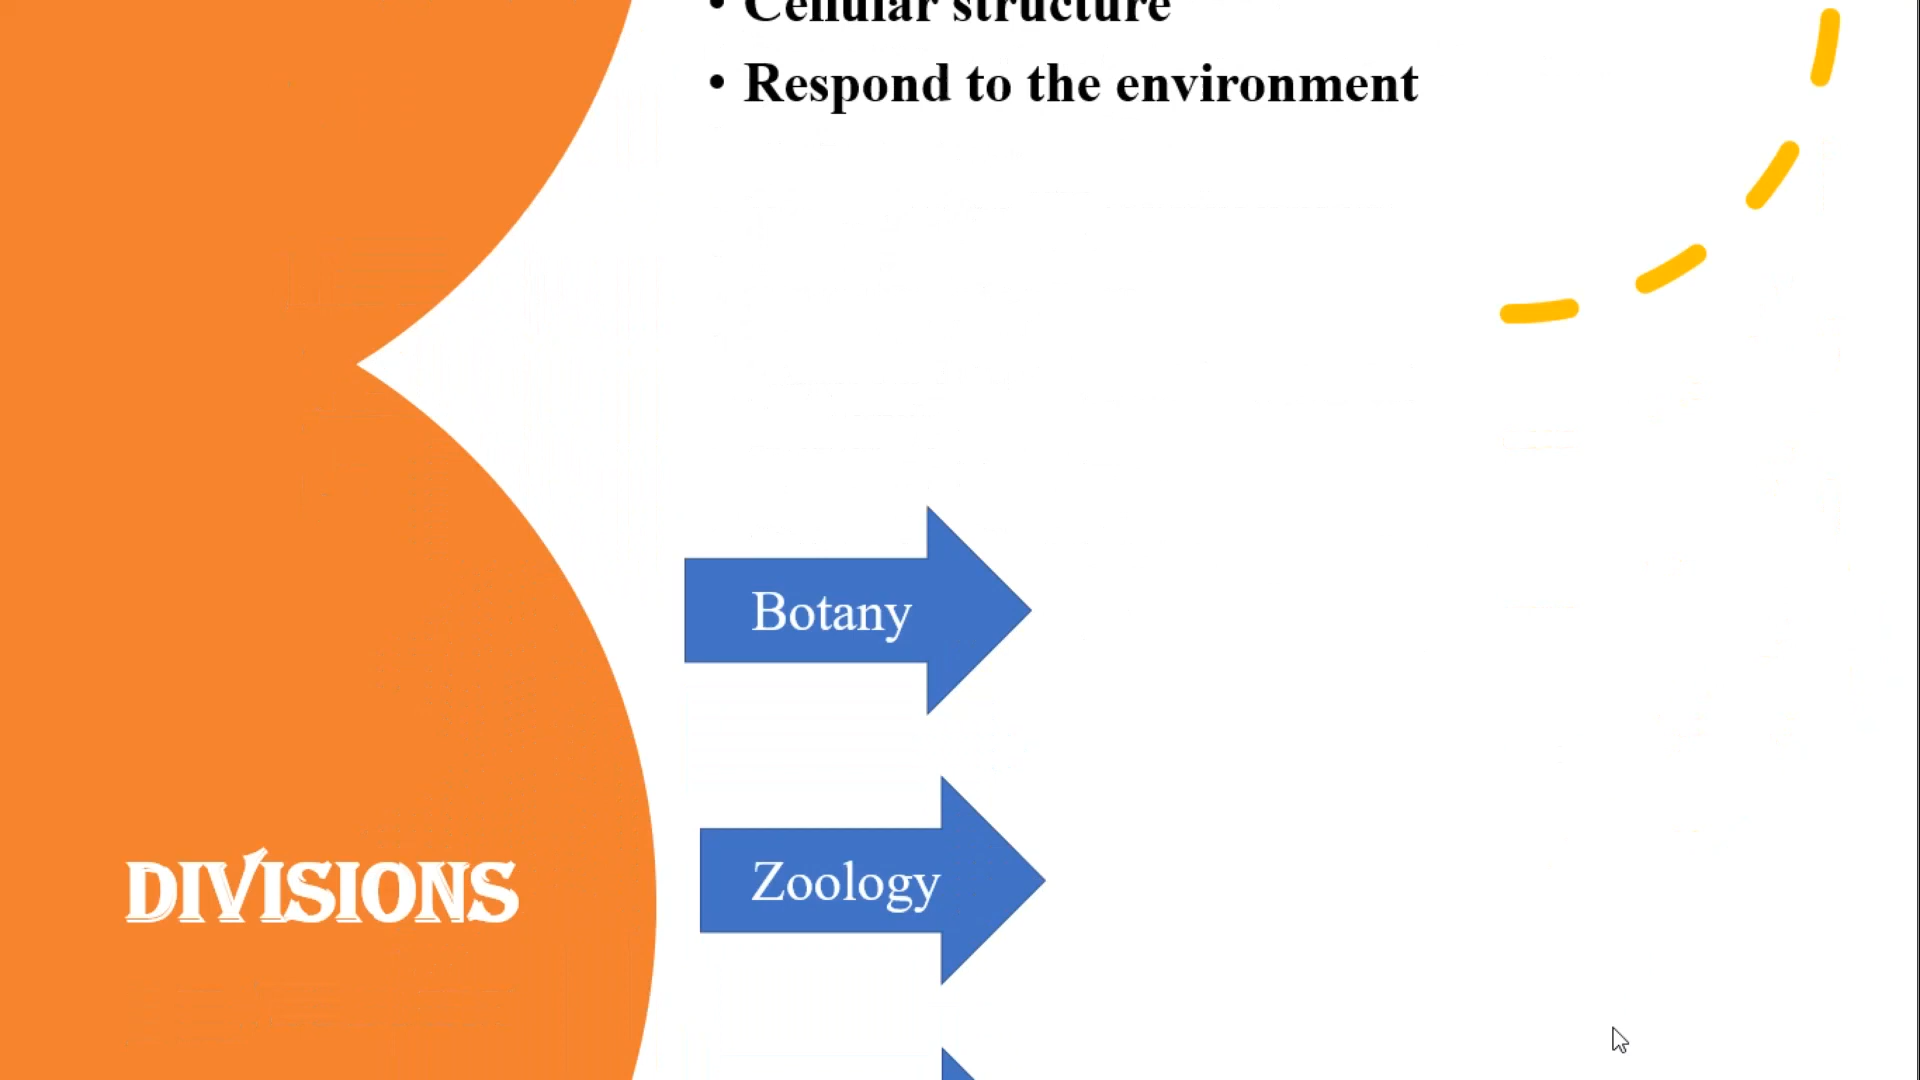 • Cellular structure
• Respond to the environment
Botany
Zoology
DIVISIONS